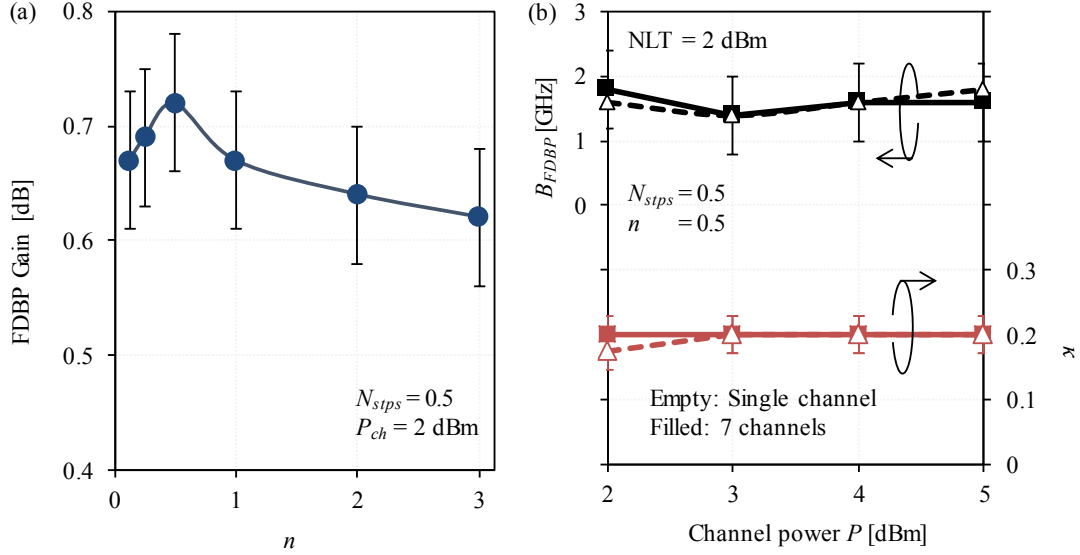 (a)
0.8
0.7
0.6
0.5
0.4
FDBP Gain [dB]
N_stps = 0.5
P_ch = 2 dBm
0 1 2 3
n
(b)
3
2
1
0
B_FDBP [GHz]
NLT = 2 dBm
N_stps = 0.5
n = 0.5
0.3
0.2
0.1
0
κ
Empty: Single channel
Filled: 7 channels
2 3 4 5
Channel power P [dBm]